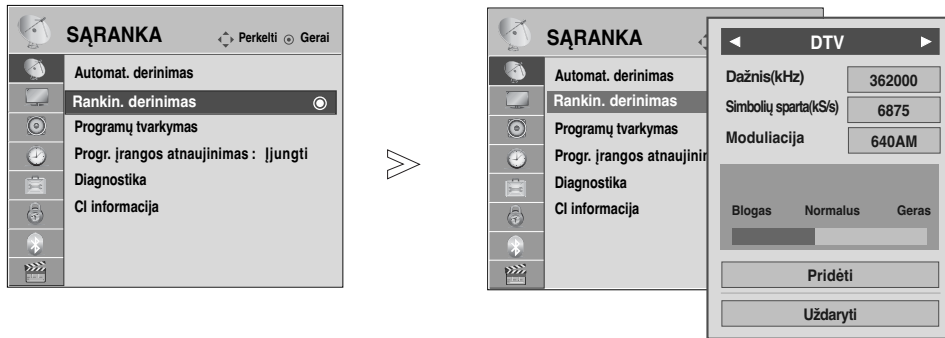 SĄRANKA
Perkelti
Gerai
Automat. derinimas
Rankin. derinimas
Programų tvarkymas
Progr. įrangos atnaujinimas : Įjungti
Diagnostika
CI informacija
SĄRANKA
Automat. derinimas
Rankin. derinimas
Programų tvarkymas
Progr. įrangos atnaujinim
Diagnostika
CI informacija
DTV
Dažnis(kHz) 362000
Simbolių sparta(kS/s) 6875
Moduliacija 640AM
Blogas Normalus Geras
Pridėti
Uždaryti